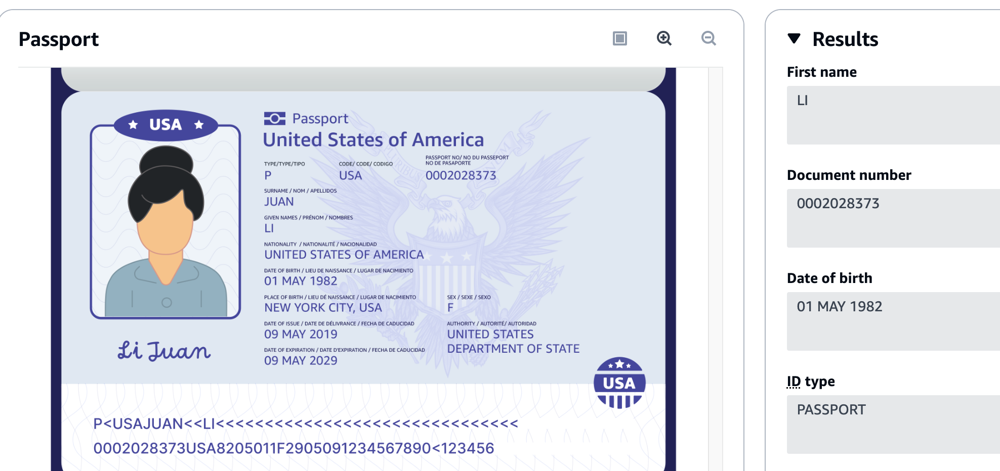 Passport
USA
Passport
United States of America
TYPE/TYPE/TIPO
P
CODE/ CODE/ CODIGO
USA
PASSPORT NO/ NO DU PASSEPORT
NO DE PASAPORTE
0002028373
SURNAME / NOM / APELLIDOS
JUAN
GIVEN NAMES / PRÉNOM / NOMBRES
LI
NATIONALITY / NATIONALITÉ / NACIONALIDAD
UNITED STATES OF AMERICA
DATE OF BIRTH / LIEU DE NAISSANCE / LUGAR DE NACIMIENTO
01 MAY 1982
PLACE OF BIRTH / LIEU DÉ NAISSANCE / LUGAR DE NACIMIENTO
NEW YORK CITY, USA
SEX / SEXE / SEXO
F
DATE OF ISSUE / DATE DE DÉLIVRANCE / FECHA DE CADUCIDAD
09 MAY 2019
AUTHORITY / AUTORITÉ/ AUTORIDAD
UNITED STATES
DEPARTMENT OF STATE
DATE OF EXPIRATION / DATE D'EXPIRATION / FECHA DE CADUCIDAD
09 MAY 2029
Li Juan
USA
P<USAJUAN<<LI<<<<<<<<<<<<<<<<<<<<<<<<<<<<<<<
0002028373USA8205011F2905091234567890<123456
Results
First name
LI
Document number
0002028373
Date of birth
01 MAY 1982
ID type
PASSPORT